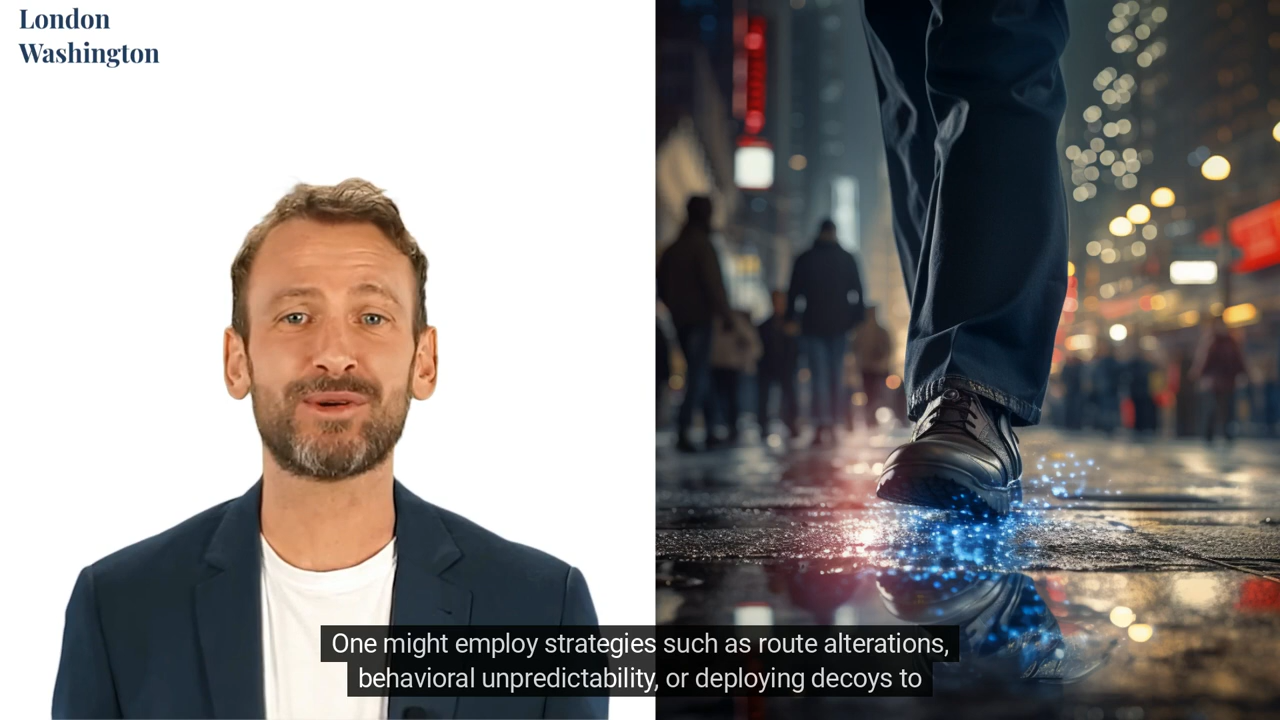 London
Washington
One might employ strategies such as route alterations,
behavioral unpredictability, or deploying decoys to